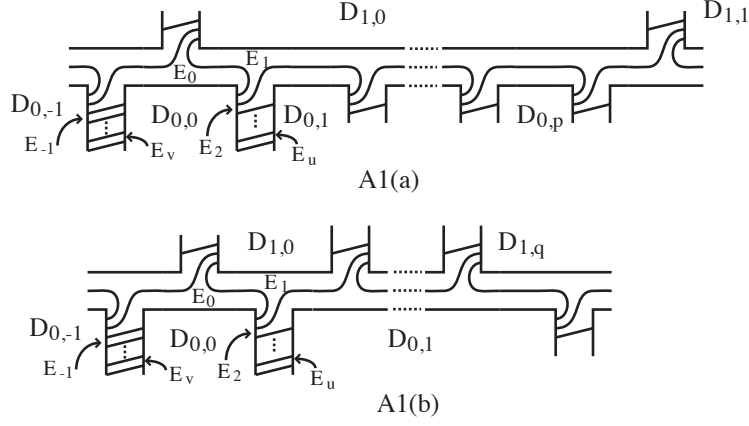 D1,0 D1,1
E0 E1
D0,-1 D0,0 D0,1 D0,p
E-1 Ev E2 Eu
A1(a)
D1,0 D1,q
E0 E1
D0,-1 D0,0 D0,1
E-1 Ev E2 Eu
A1(b)